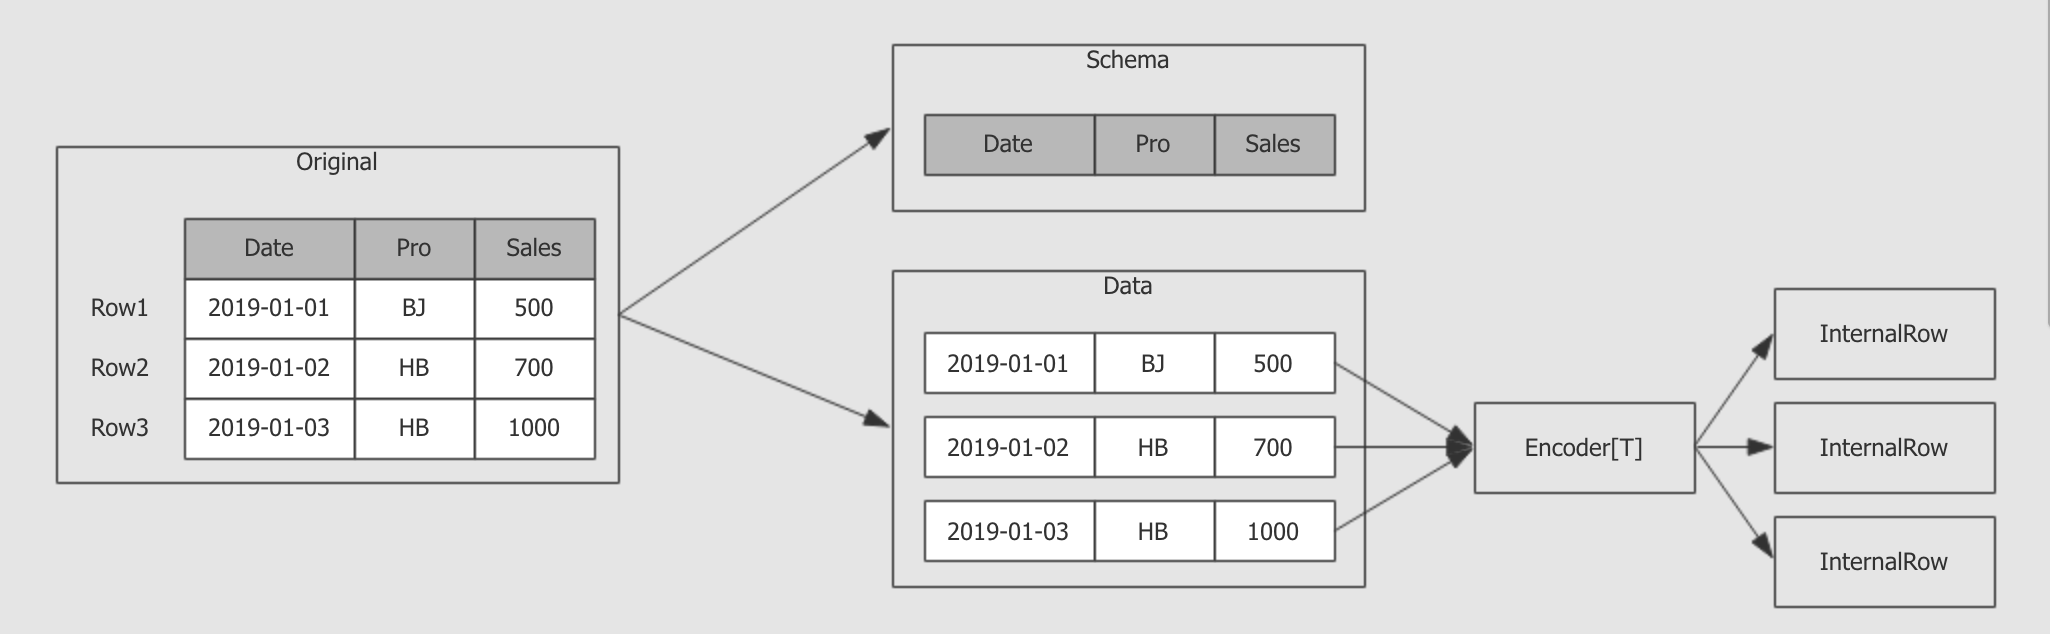 Original
Date Pro Sales
Row1 2019-01-01 BJ 500
Row2 2019-01-02 HB 700
Row3 2019-01-03 HB 1000
Schema
Date Pro Sales
Data
2019-01-01 BJ 500
2019-01-02 HB 700
2019-01-03 HB 1000
Encoder[T]
InternalRow
InternalRow
InternalRow